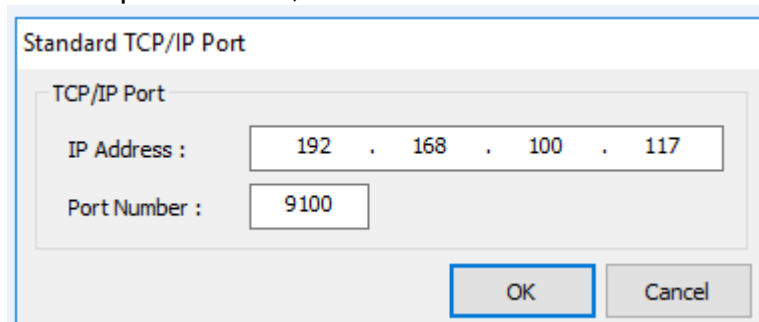 Standard TCP/IP Port
TCP/IP Port
IP Address : 192 . 168 . 100 . 117
Port Number : 9100
OK Cancel